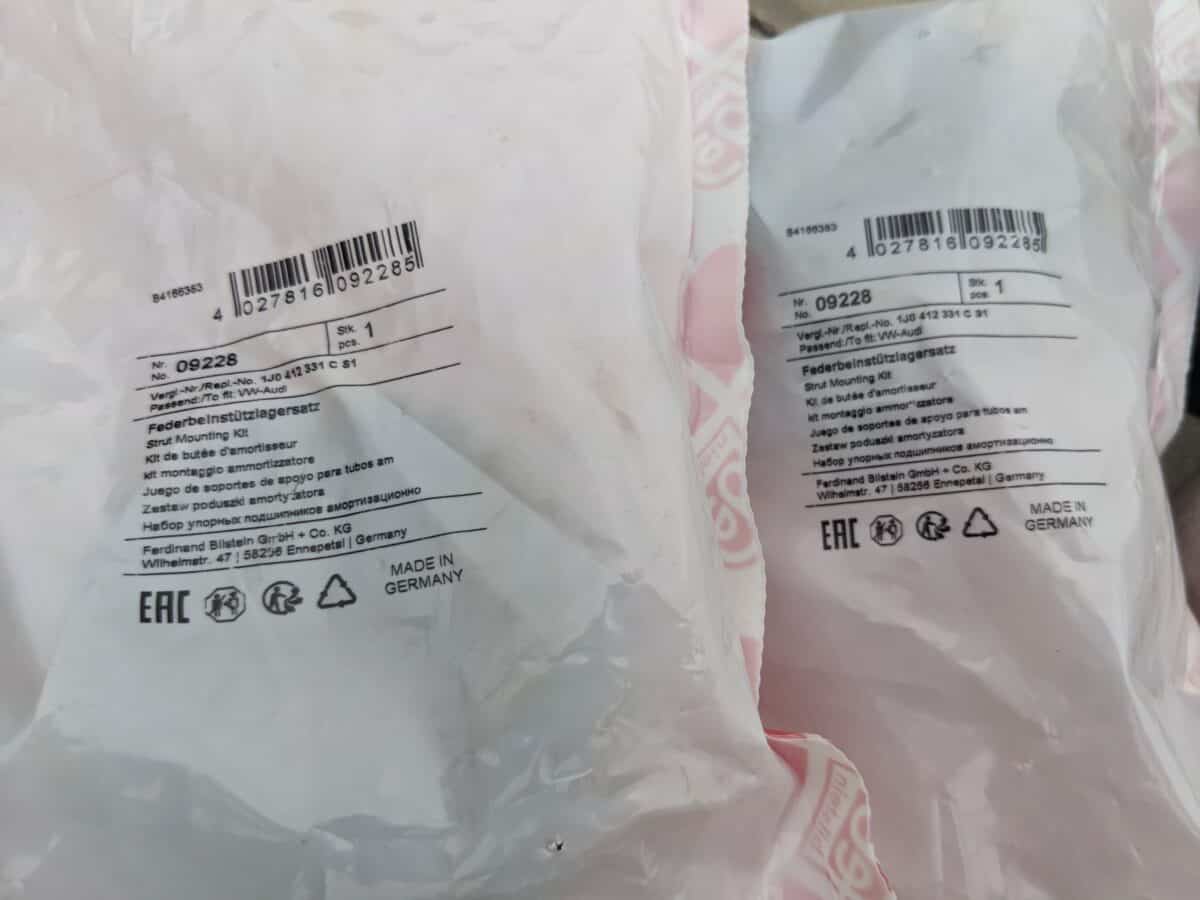 84166383
4 027816 092285
Nr. No. 09228 Stk. pcs. 1
Vergl.-Nr./Repl.-No. 1J0 412 331 C S1
Passend:/To fit: VW-Audi
Federbeinstützlagersatz
Strut Mounting Kit
Kit de butée d'amortisseur
kit montaggio ammortizzatore
Juego de soportes de apoyo para tubos am
Zestaw poduszki amortyzatora
Набор упорных подшипников амортизационно
Ferdinand Bilstein GmbH + Co. KG
Wilhelmstr. 47 | 58256 Ennepetal | Germany
EAC
MADE IN
GERMANY
84166383
4 027816 092285
Nr. No. 09228 Stk. pcs. 1
Vergl.-Nr./Repl.-No. 1J0 412 331 C S1
Passend:/To fit: VW-Audi
Federbeinstützlagersatz
Strut Mounting Kit
Kit de butée d'amortisseur
kit montaggio ammortizzatore
Juego de soportes de apoyo para tubos am
Zestaw poduszki amortyzatora
Набор упорных подшипников амортизационно
Ferdinand Bilstein GmbH + Co. KG
Wilhelmstr. 47 | 58256 Ennepetal | Germany
EAC
MADE IN
GERMANY